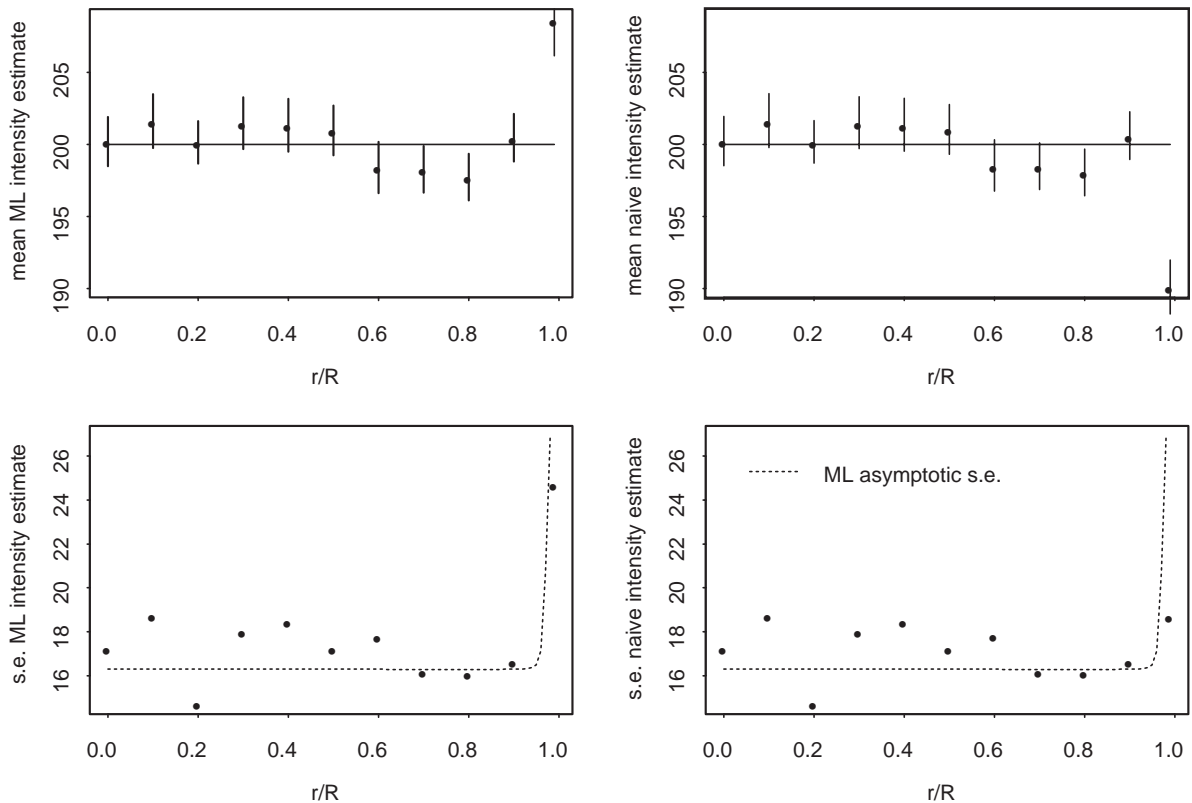 mean ML intensity estimate
205
200
195
190
0.0 0.2 0.4 0.6 0.8 1.0
r/R
mean naive intensity estimate
205
200
195
190
0.0 0.2 0.4 0.6 0.8 1.0
r/R
s.e. ML intensity estimate
26
24
22
20
18
16
0.0 0.2 0.4 0.6 0.8 1.0
r/R
s.e. naive intensity estimate
26
24
22
20
18
16
ML asymptotic s.e.
0.0 0.2 0.4 0.6 0.8 1.0
r/R